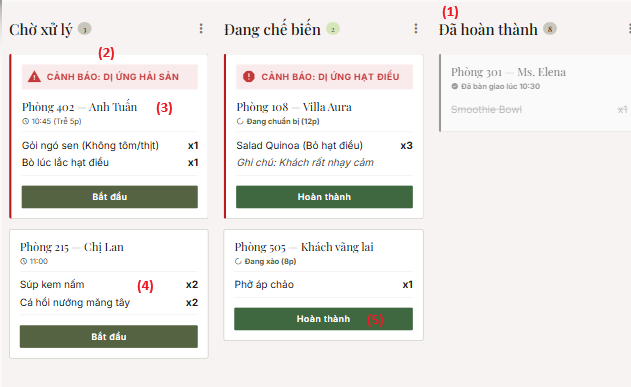 (1)
Chờ xử lý 3
(2)
CẢNH BÁO: DỊ ỨNG HẢI SẢN
Phòng 402 — Anh Tuấn (3)
10:45 (Trễ 5p)
Gỏi ngó sen (Không tôm/thịt) x1
Bò lúc lắc hạt điều x1
Bắt đầu
Phòng 215 — Chị Lan
11:00
Súp kem nấm (4) x2
Cá hồi nướng măng tây x2
Bắt đầu
Đang chế biến 2
CẢNH BÁO: DỊ ỨNG HẠT ĐIỀU
Phòng 108 — Villa Aura
Đang chuẩn bị (12p)
Salad Quinoa (Bỏ hạt điều) x3
Ghi chú: Khách rất nhạy cảm
Hoàn thành
Phòng 505 — Khách vãng lai
Đang xào (8p)
Phở áp chảo x1
Hoàn thành (5)
Đã hoàn thành 8
Phòng 301 — Ms. Elena
Đã bàn giao lúc 10:30
Smoothie Bowl x1